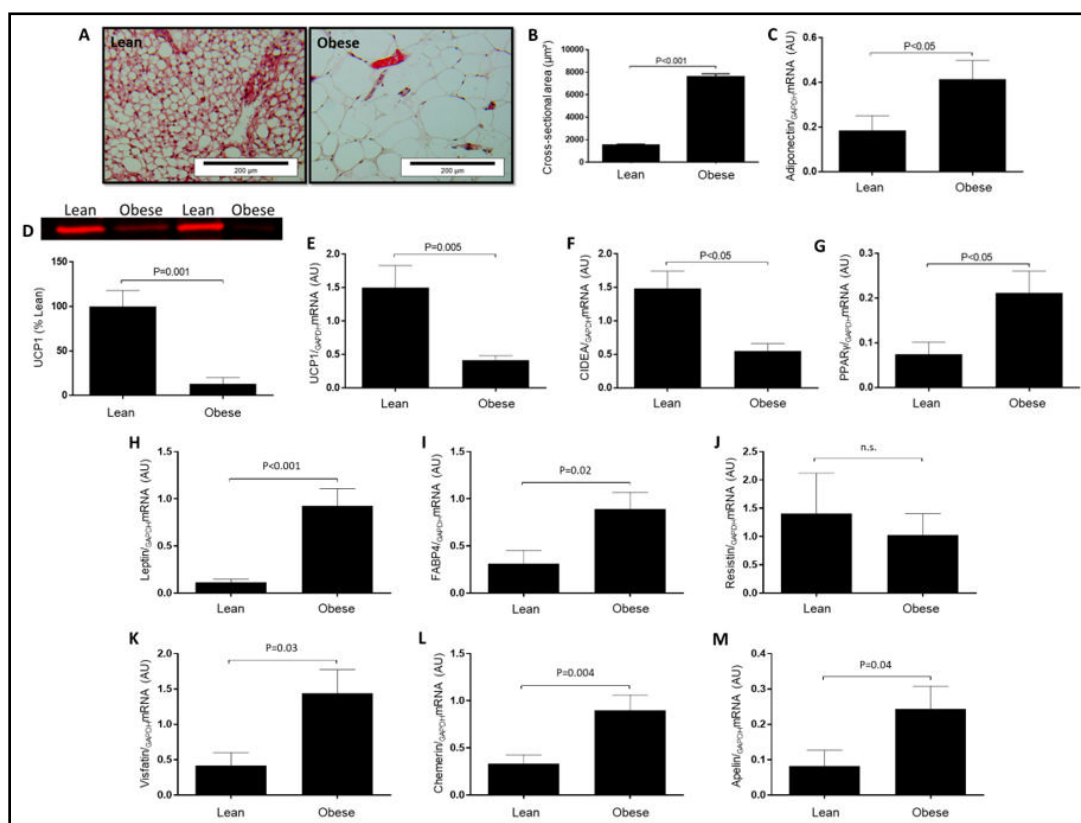 A
Lean
200 µm
Obese
200 µm
B
Cross-sectional area (µm²)
10000
8000
6000
4000
2000
0
P<0.001
Lean Obese
C
Adiponectin/GAPDH mRNA (AU)
0.6
0.4
0.2
0.0
P<0.05
Lean Obese
D
Lean Obese Lean Obese
UCP1 (% Lean)
150
100
50
0
P=0.001
Lean Obese
E
UCP1/GAPDH mRNA (AU)
2.0
1.5
1.0
0.5
0.0
P=0.005
Lean Obese
F
CIDEA/GAPDH mRNA (AU)
2.0
1.5
1.0
0.5
0.0
P<0.05
Lean Obese
G
PPARγ/GAPDH mRNA (AU)
0.3
0.2
0.1
0.0
P<0.05
Lean Obese
H
Leptin/GAPDH mRNA (AU)
1.5
1.0
0.5
0.0
P<0.001
Lean Obese
I
FABP4/GAPDH mRNA (AU)
1.5
1.0
0.5
0.0
P=0.02
Lean Obese
J
Resistin/GAPDH mRNA (AU)
2.5
2.0
1.5
1.0
0.5
0.0
n.s.
Lean Obese
K
Visfatin/GAPDH mRNA (AU)
2.0
1.5
1.0
0.5
0.0
P=0.03
Lean Obese
L
Chemerin/GAPDH mRNA (AU)
1.5
1.0
0.5
0.0
P=0.004
Lean Obese
M
Apelin/GAPDH mRNA (AU)
0.4
0.3
0.2
0.1
0.0
P=0.04
Lean Obese